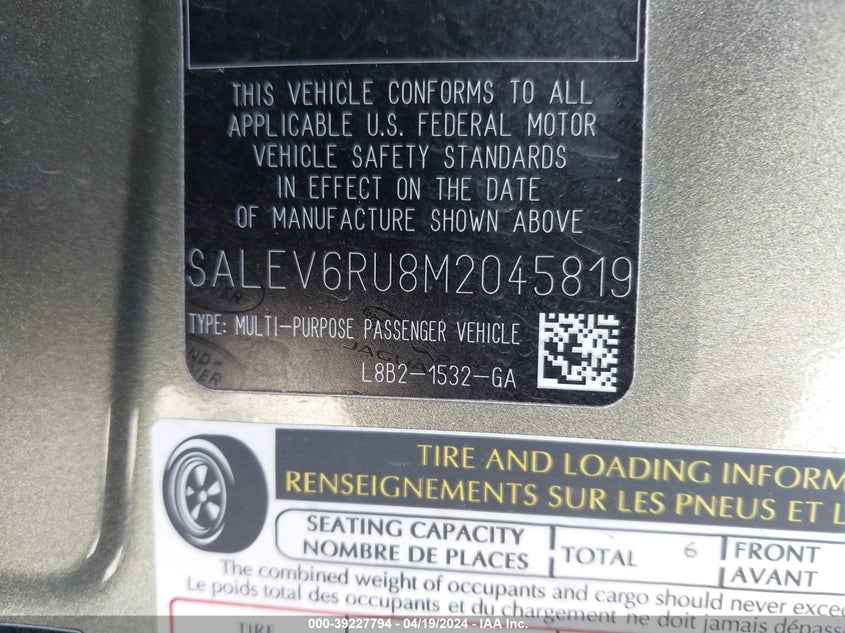 THIS VEHICLE CONFORMS TO ALL
APPLICABLE U.S. FEDERAL MOTOR
VEHICLE SAFETY STANDARDS
IN EFFECT ON THE DATE
OF MANUFACTURE SHOWN ABOVE
SALEV6RU8M2045819
TYPE: MULTI-PURPOSE PASSENGER VEHICLE
L8B2-1532-GA
TIRE AND LOADING INFORM
RENSEIGNEMENTS SUR LES PNEUS ET L
SEATING CAPACITY
NOMBRE DE PLACES
TOTAL 6
FRONT
AVANT
The combined weight of occupants and cargo should never exce
Le poids total des occupants et du chargement ne doit jamais dépass
TIRE
000-39227794 - 04/19/2024 - IAA Inc.